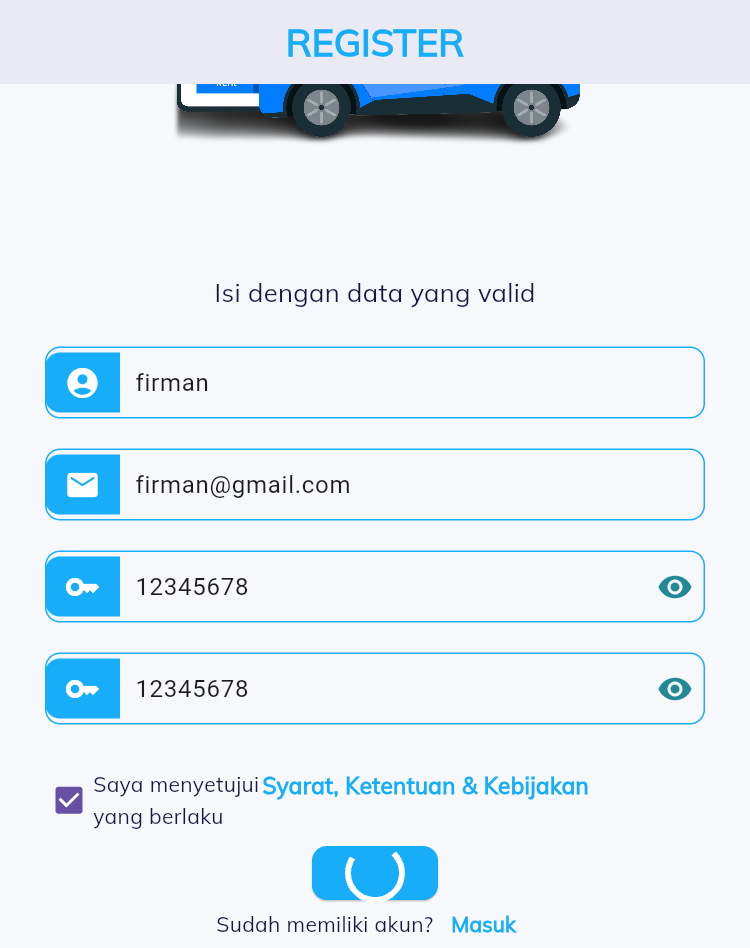 REGISTER
Isi dengan data yang valid
firman
firman@gmail.com
12345678
12345678
Saya menyetujui Syarat, Ketentuan & Kebijakan
yang berlaku
Sudah memiliki akun? Masuk